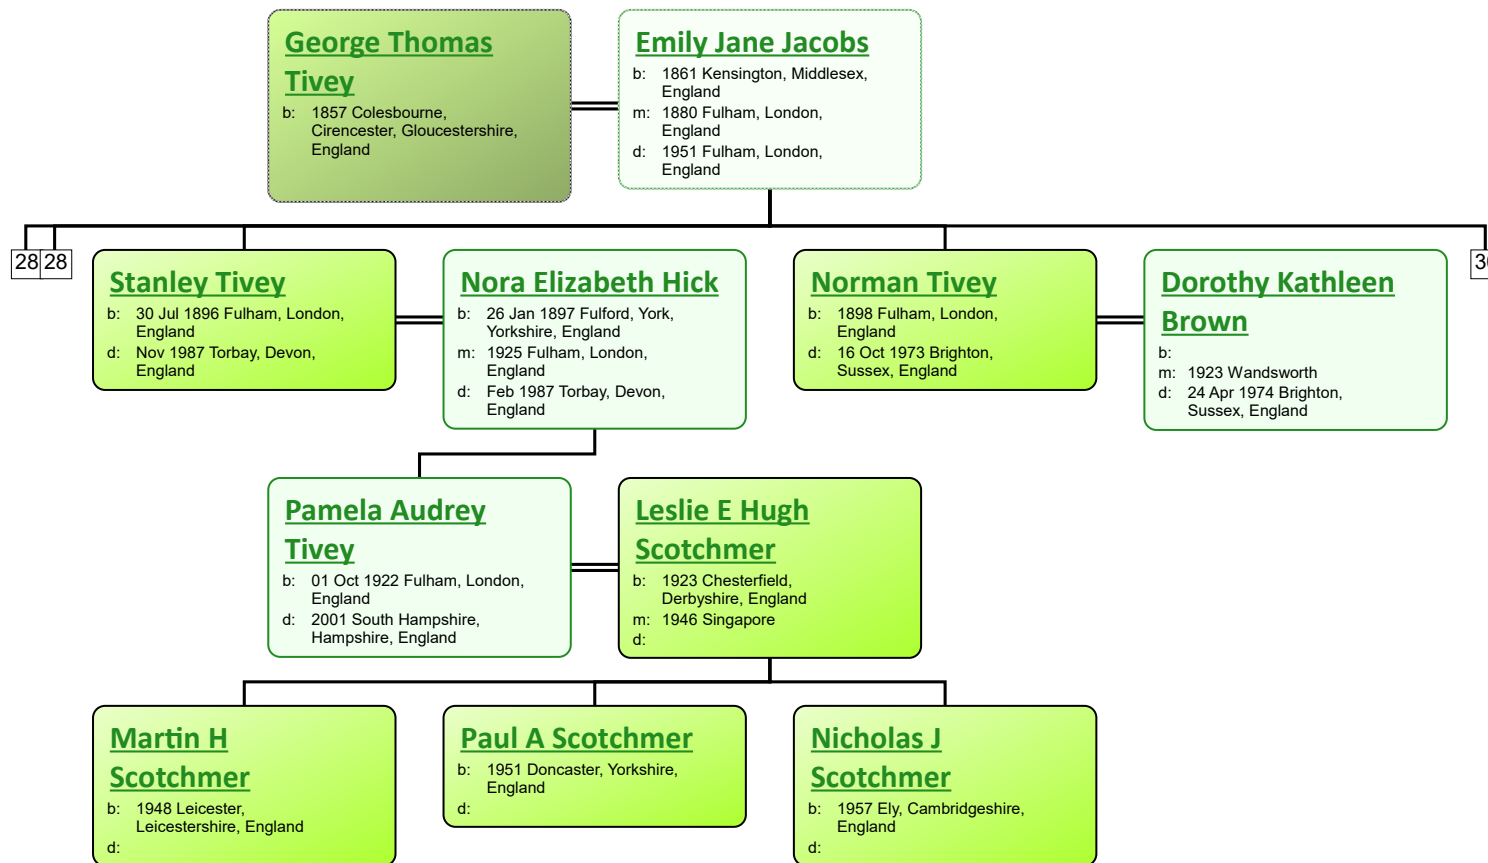 George Thomas
Tivey
b: 1857 Colesbourne,
Cirencester, Gloucestershire,
England
Emily Jane Jacobs
b: 1861 Kensington, Middlesex,
England
m: 1880 Fulham, London,
England
d: 1951 Fulham, London,
England
28
28
Stanley Tivey
b: 30 Jul 1896 Fulham, London,
England
d: Nov 1987 Torbay, Devon,
England
Nora Elizabeth Hick
b: 26 Jan 1897 Fulford, York,
Yorkshire, England
m: 1925 Fulham, London,
England
d: Feb 1987 Torbay, Devon,
England
Norman Tivey
b: 1898 Fulham, London,
England
d: 16 Oct 1973 Brighton,
Sussex, England
Dorothy Kathleen
Brown
b:
m: 1923 Wandsworth
d: 24 Apr 1974 Brighton,
Sussex, England
Pamela Audrey
Tivey
b: 01 Oct 1922 Fulham, London,
England
d: 2001 South Hampshire,
Hampshire, England
Leslie E Hugh
Scotchmer
b: 1923 Chesterfield,
Derbyshire, England
m: 1946 Singapore
d:
Martin H
Scotchmer
b: 1948 Leicester,
Leicestershire, England
d:
Paul A Scotchmer
b: 1951 Doncaster, Yorkshire,
England
d:
Nicholas J
Scotchmer
b: 1957 Ely, Cambridgeshire,
England
d: